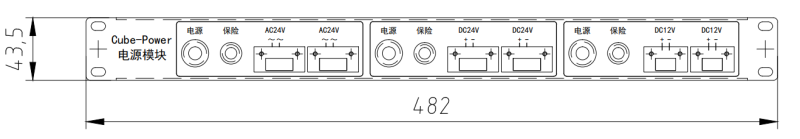 43,5
Cube-Power
电源模块
电源 保险 AC24V AC24V
~~ ~~
电源 保险 DC24V DC24V
+ - + -
电源 保险 DC12V DC12V
+ - + -
482